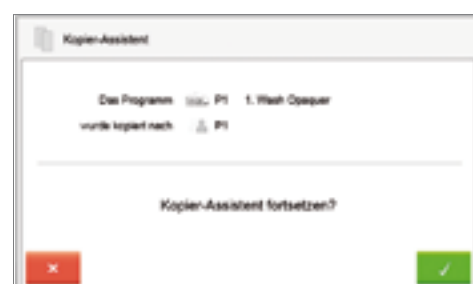 Kopier-Assistent
Das Programm P1 1. Wash Opaquer
wurde kopiert nach P1
Kopier-Assistent fortsetzen?